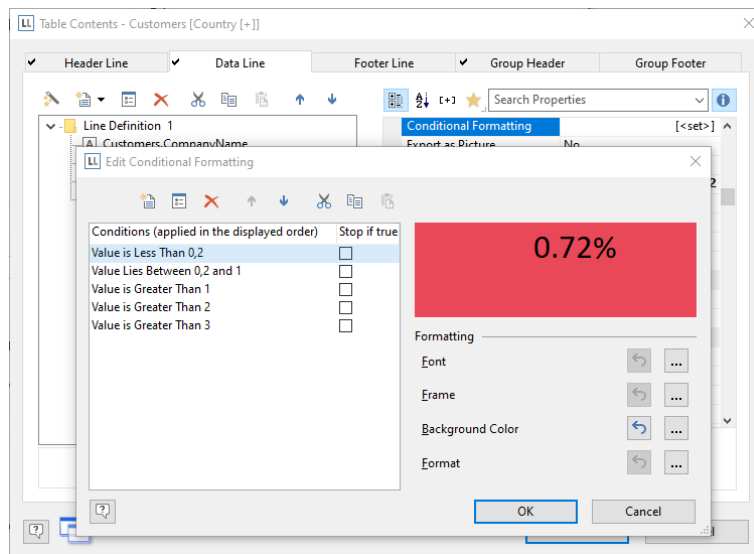 LL Table Contents - Customers [Country [+]]
Header Line Data Line Footer Line Group Header Group Footer
[+] Search Properties
Line Definition 1
Conditional Formatting [<set>]
A Customers.CompanyName
Export as Picture No
LL Edit Conditional Formatting
2
Conditions (applied in the displayed order) Stop if true
Value is Less Than 0,2
Value Lies Between 0,2 and 1
Value is Greater Than 1
Value is Greater Than 2
Value is Greater Than 3
0.72%
Formatting
Font ...
Frame ...
Background Color ...
Format ...
OK Cancel